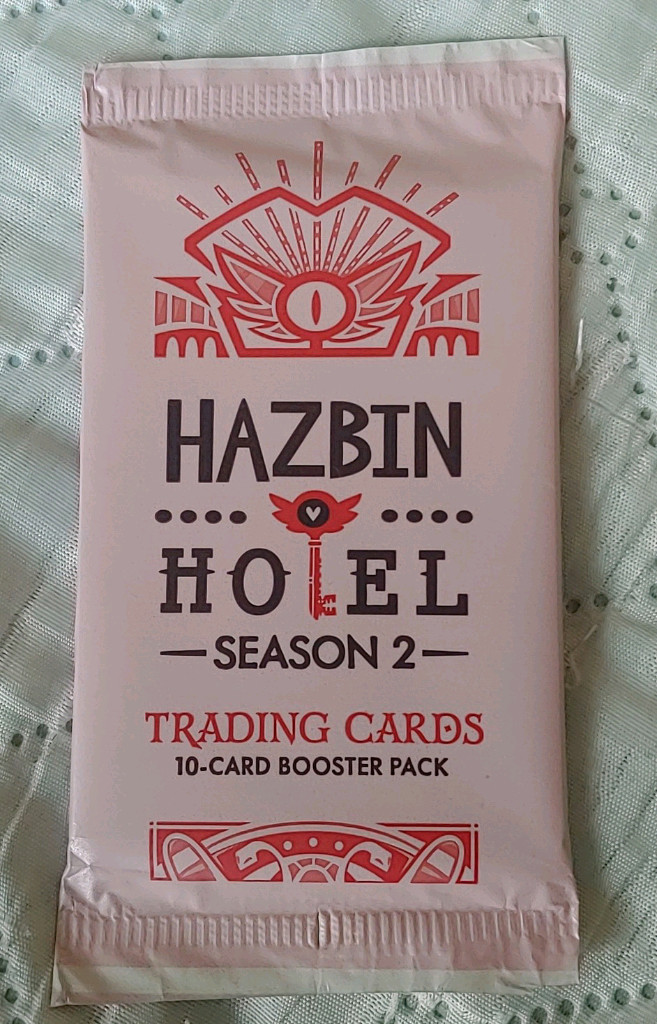 HAZBIN
HOTEL
SEASON 2
TRADING CARDS
10-CARD BOOSTER PACK